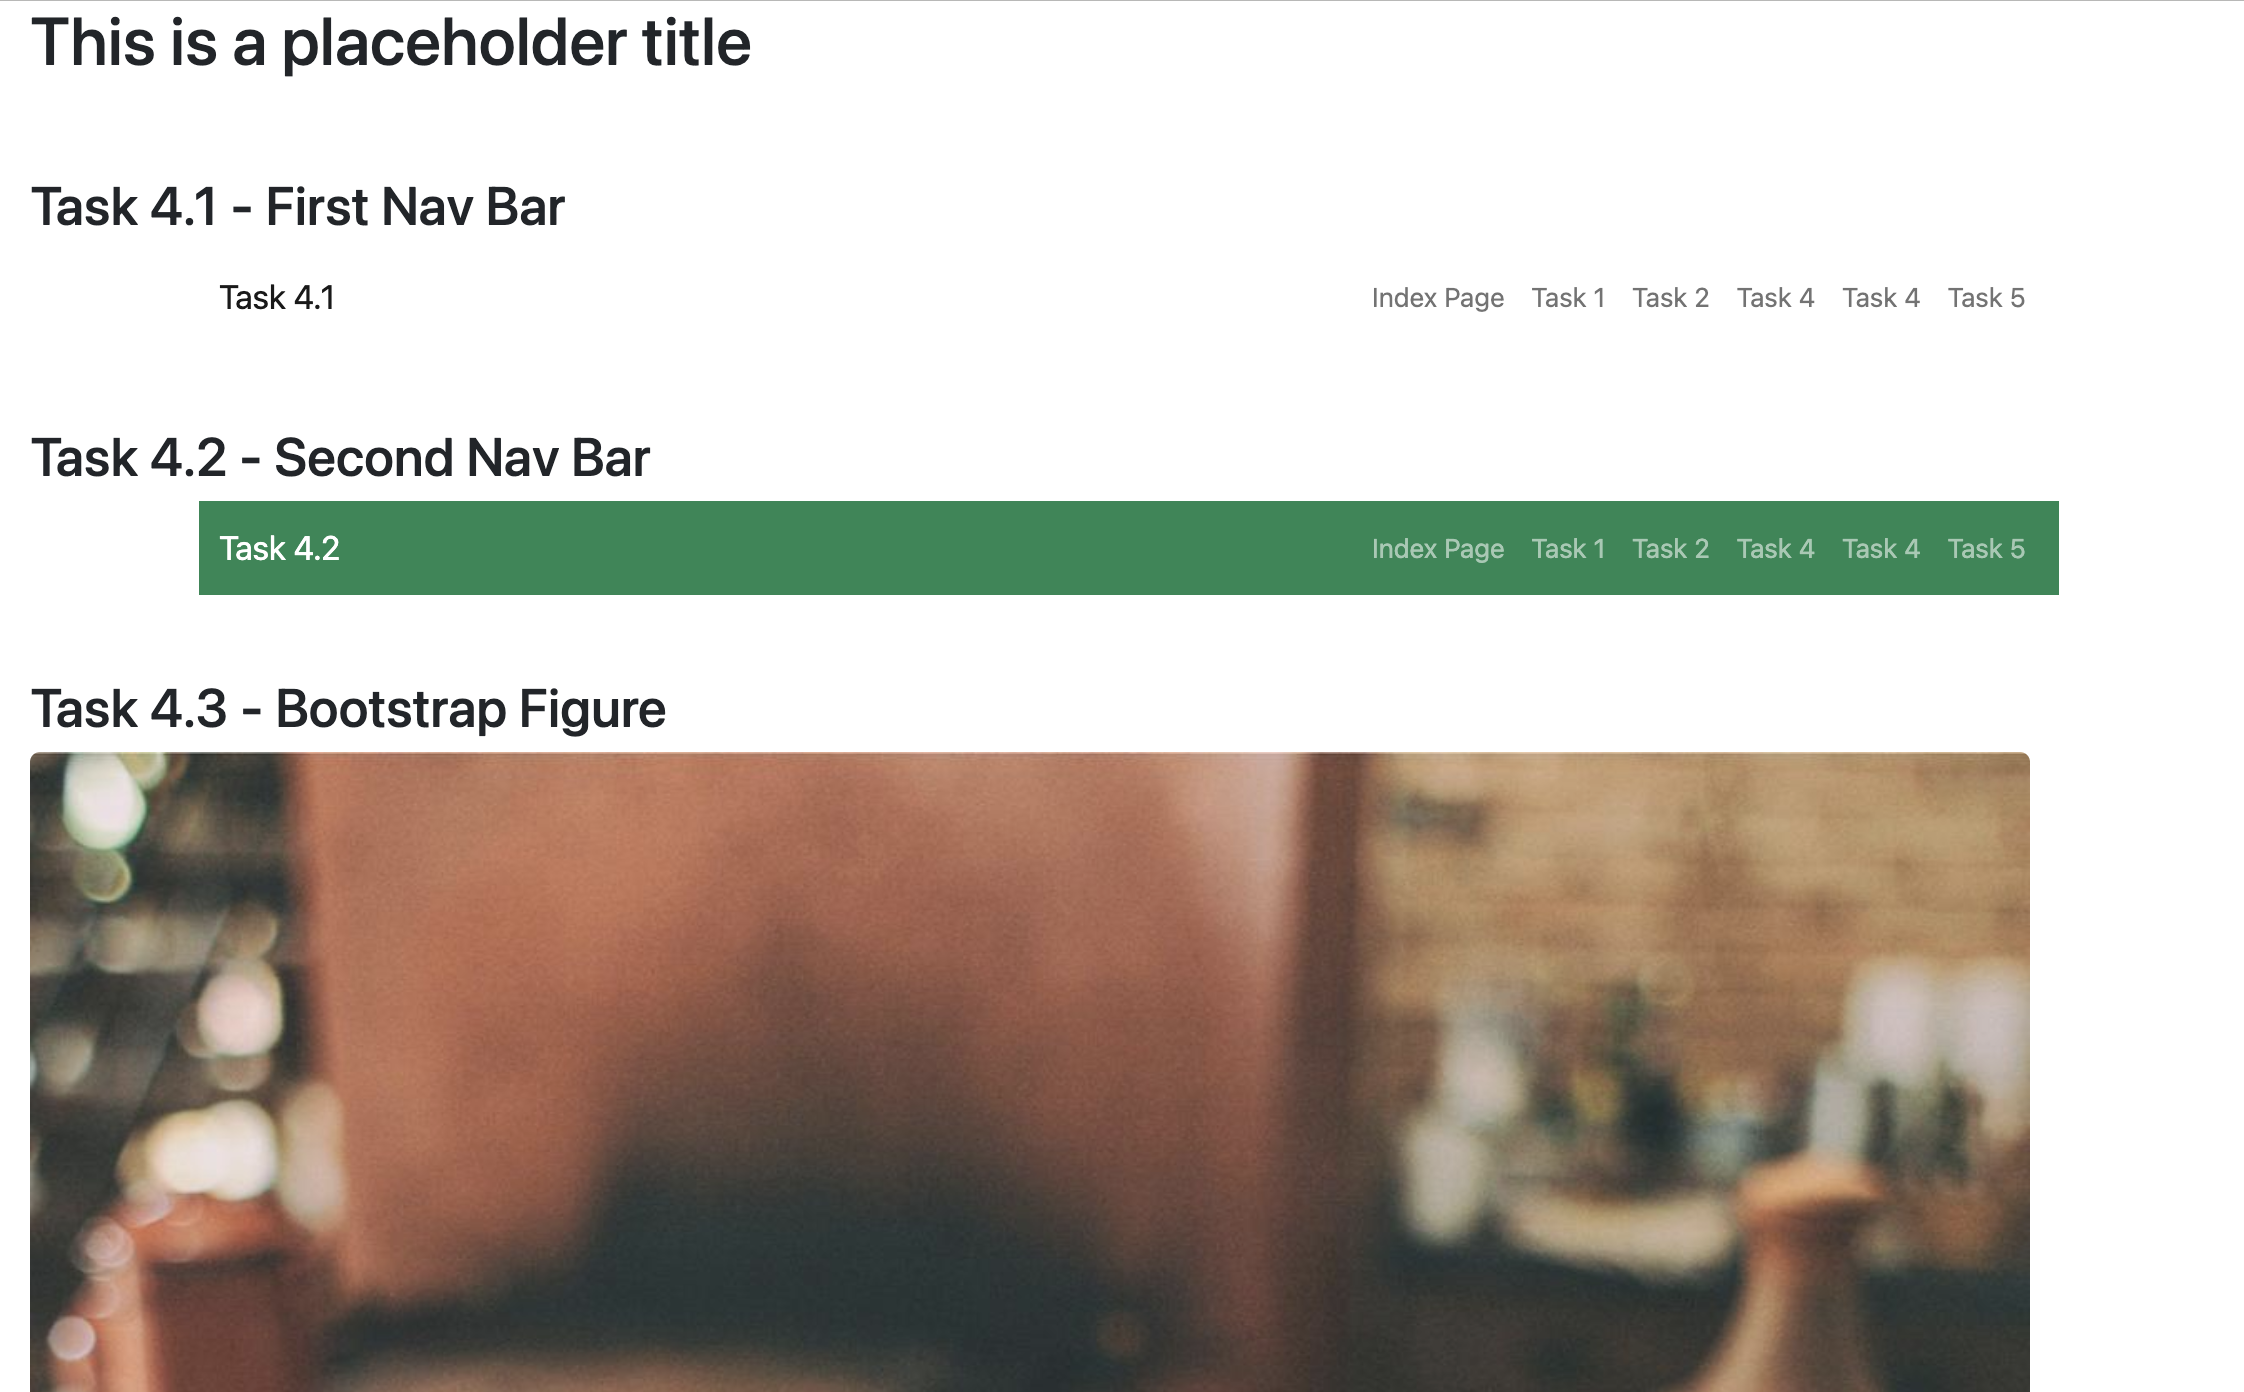 This is a placeholder title
Task 4.1 - First Nav Bar
Task 4.1 Index Page Task 1 Task 2 Task 4 Task 4 Task 5
Task 4.2 - Second Nav Bar
Task 4.2 Index Page Task 1 Task 2 Task 4 Task 4 Task 5
Task 4.3 - Bootstrap Figure